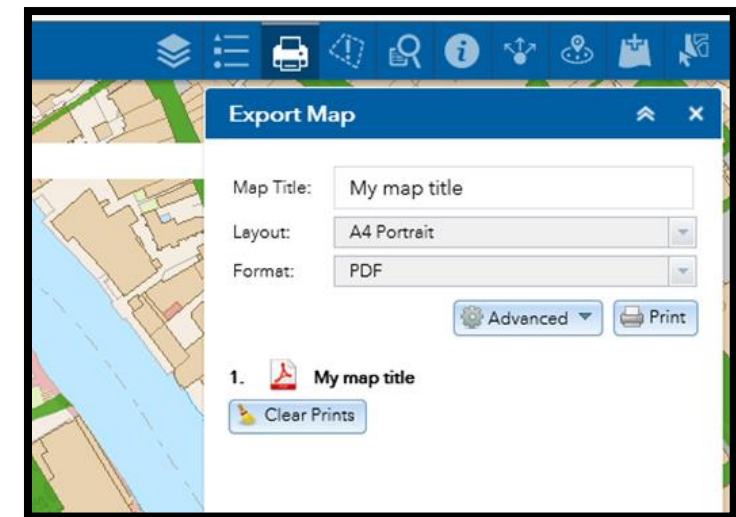 Export Map
Map Title: My map title
Layout: A4 Portrait
Format: PDF
Advanced Print
1. My map title
Clear Prints